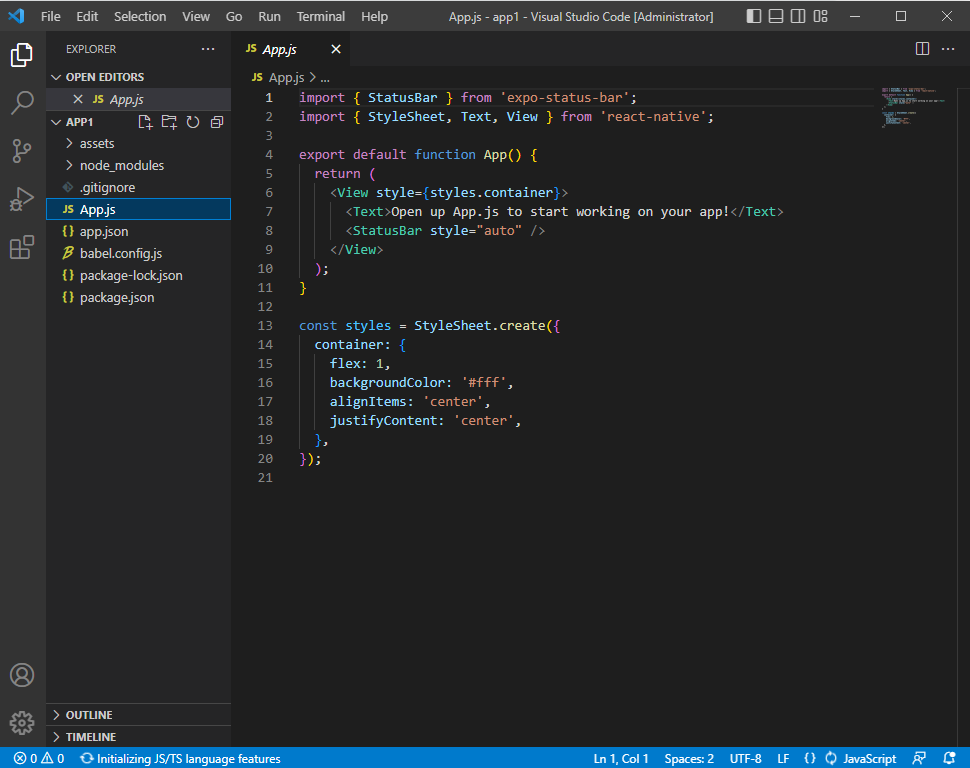 File Edit Selection View Go Run Terminal Help App.js - app1 - Visual Studio Code [Administrator]
EXPLORER
OPEN EDITORS
JS App.js
APP1
assets
node_modules
.gitignore
JS App.js
{} app.json
babel.config.js
{} package-lock.json
{} package.json
OUTLINE
TIMELINE
JS App.js
JS App.js > ...
1 import { StatusBar } from 'expo-status-bar';
2 import { StyleSheet, Text, View } from 'react-native';
3
4 export default function App() {
5 return (
6 <View style={styles.container}>
7 <Text>Open up App.js to start working on your app!</Text>
8 <StatusBar style="auto" />
9 </View>
10 );
11 }
12
13 const styles = StyleSheet.create({
14 container: {
15 flex: 1,
16 backgroundColor: '#fff',
17 alignItems: 'center',
18 justifyContent: 'center',
19 },
20 });
21
0 0 Initializing JS/TS language features Ln 1, Col 1 Spaces: 2 UTF-8 LF {} JavaScript